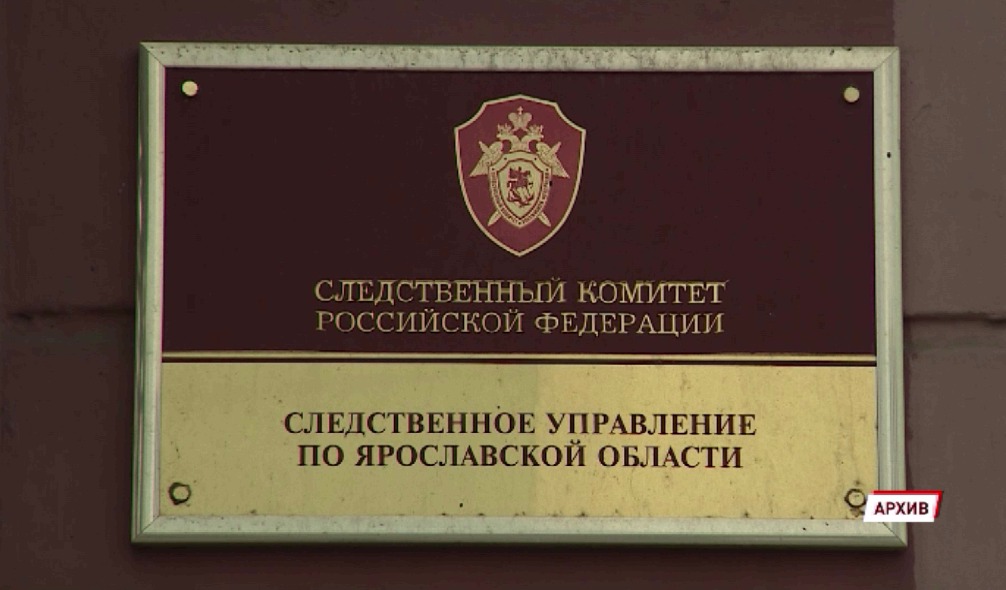 СЛЕДСТВЕННЫЙ КОМИТЕТ
РОССИЙСКОЙ ФЕДЕРАЦИИ
СЛЕДСТВЕННОЕ УПРАВЛЕНИЕ
ПО ЯРОСЛАВСКОЙ ОБЛАСТИ
АРХИВ